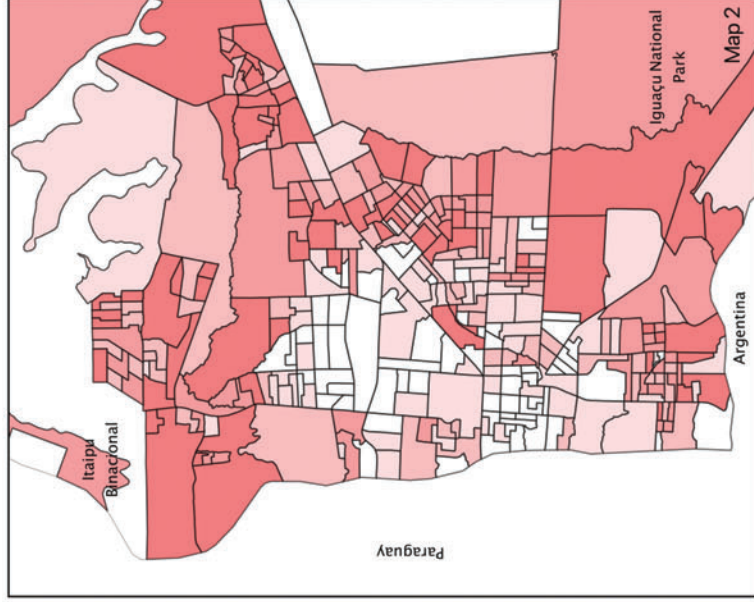 Itaipu
Binacional
Iguaçu National
Park
Map 2
Paraguay
Argentina